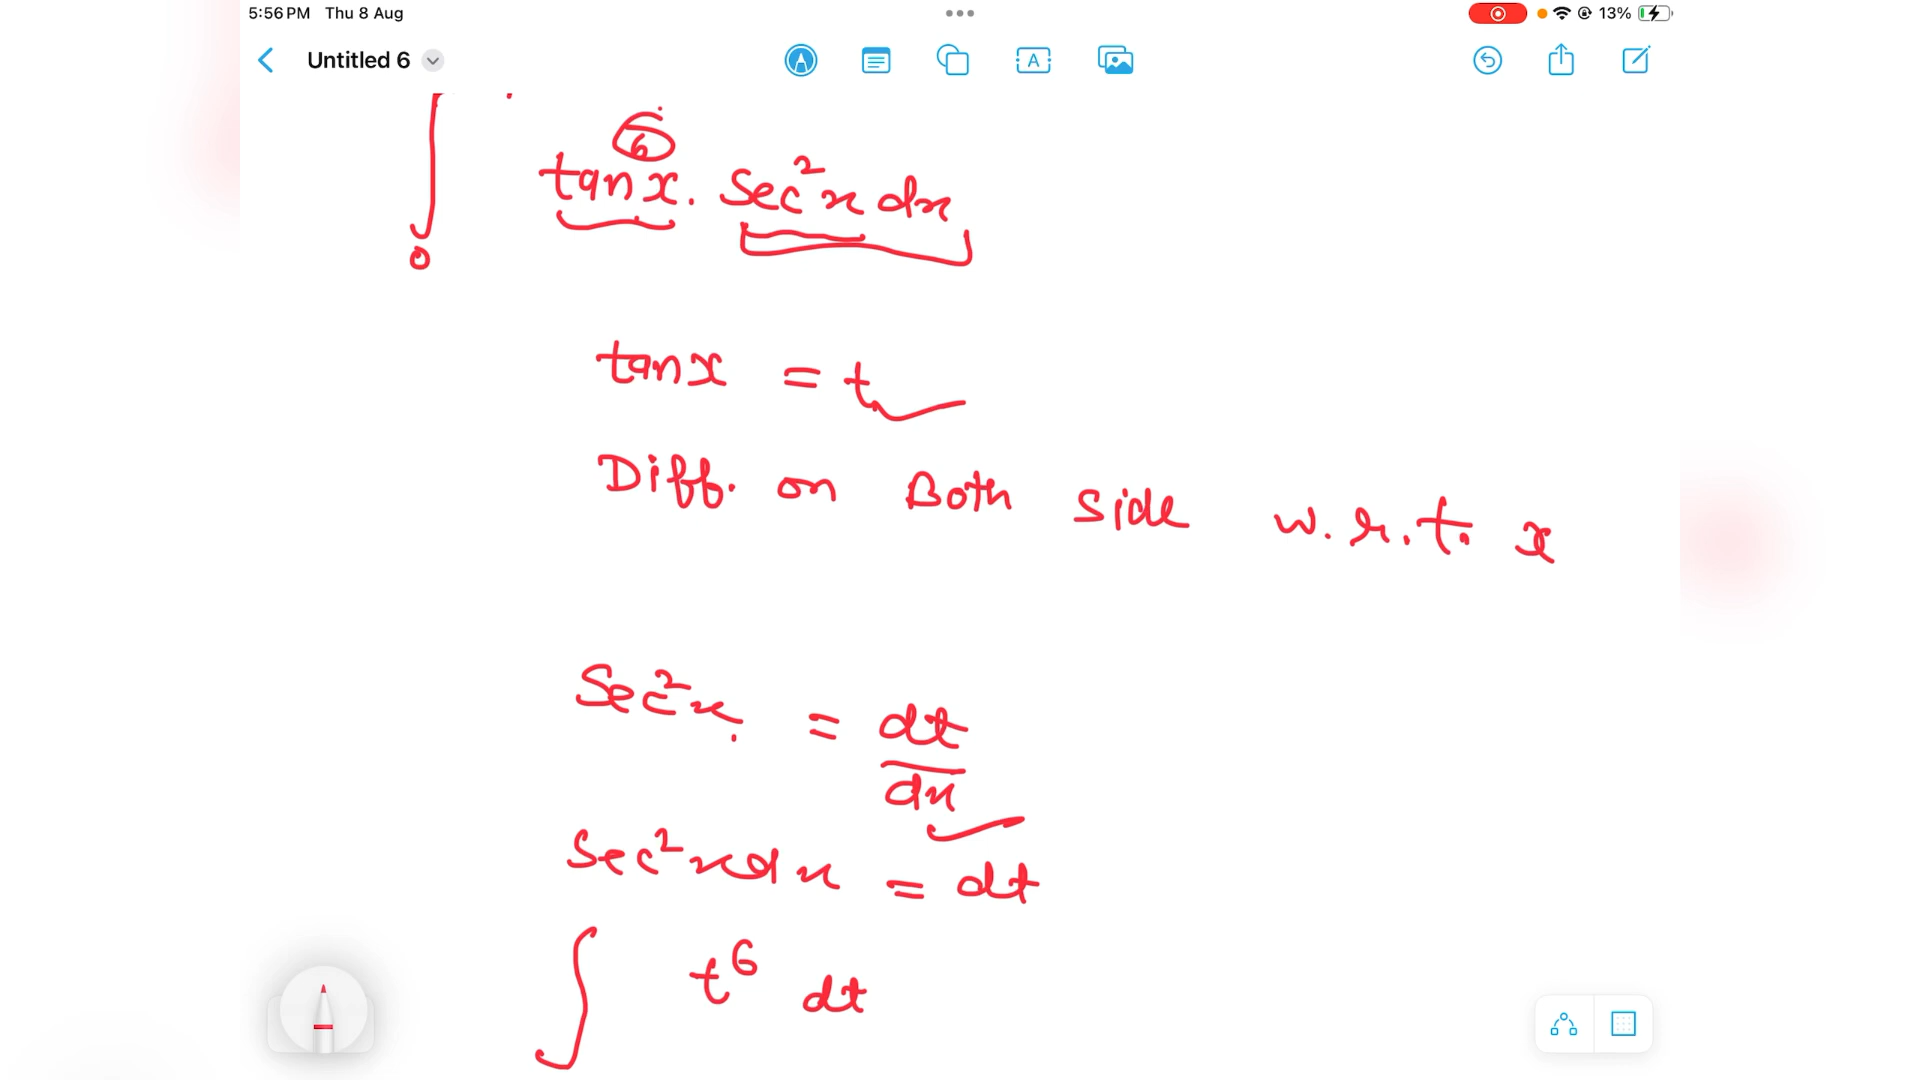 5:56 PM Thu 8 Aug 13%
Untitled 6
∫ tan⁶x. Sec²x dx
0
tanx = t
Diff. on Both Side w.r.t. x
Sec²x = dt/dx
Sec²x dx = dt
∫ t⁶ dt